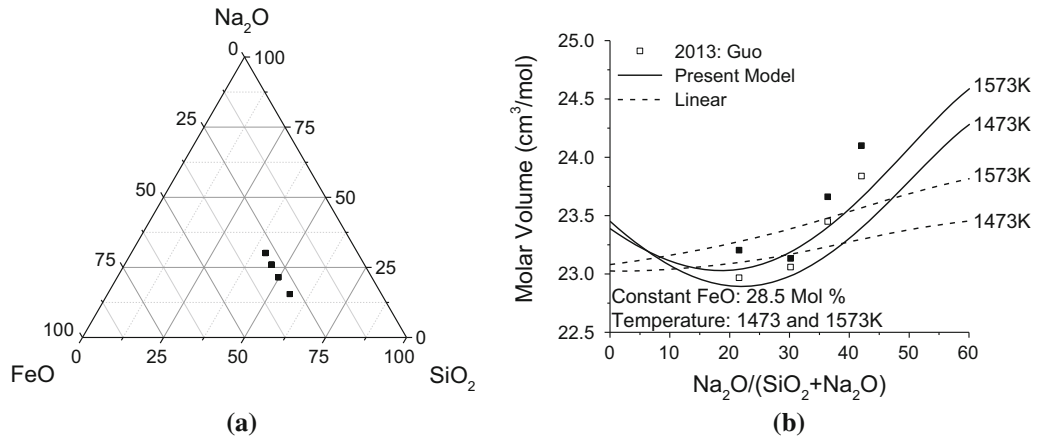 Na₂O
0
100
25
75
50
50
75
25
100
0
0
25
50
75
100
FeO
SiO₂
(a)
25.0
24.5
24.0
23.5
23.0
22.5
Molar Volume (cm³/mol)
2013: Guo
Present Model
Linear
1573K
1473K
1573K
1473K
Constant FeO: 28.5 Mol %
Temperature: 1473 and 1573K
0
10
20
30
40
50
60
Na₂O/(SiO₂+Na₂O)
(b)